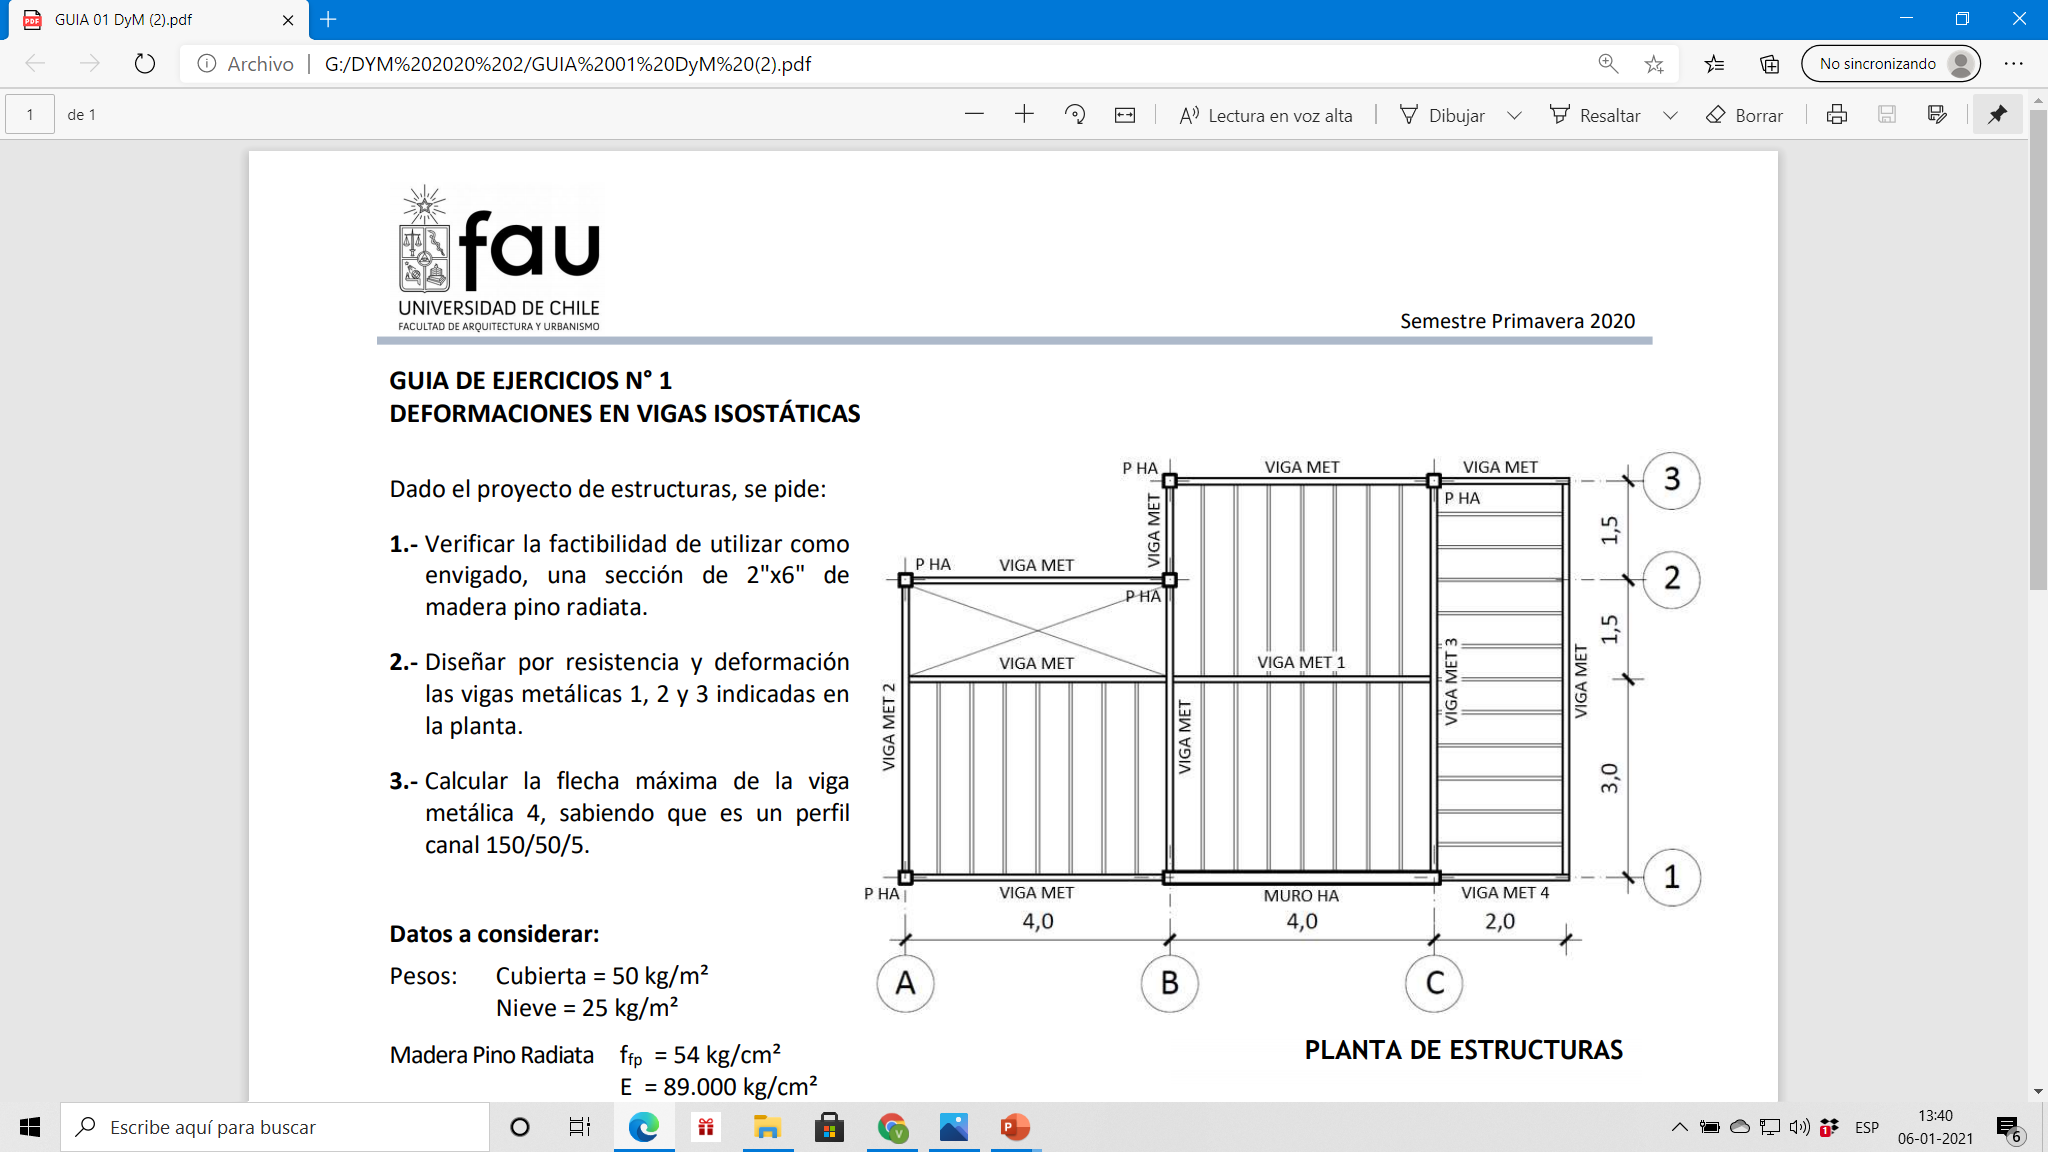 GUIA 01 DyM (2).pdf
Archivo
G:/DYM%202020%202/GUIA%2001%20DyM%20(2).pdf
No sincronizando
1 de 1
Lectura en voz alta
Dibujar
Resaltar
Borrar
fau
UNIVERSIDAD DE CHILE
FACULTAD DE ARQUITECTURA Y URBANISMO
Semestre Primavera 2020
GUIA DE EJERCICIOS N° 1
DEFORMACIONES EN VIGAS ISOSTÁTICAS
Dado el proyecto de estructuras, se pide:
1.- Verificar la factibilidad de utilizar como
envigado, una sección de 2"x6" de
madera pino radiata.
2.- Diseñar por resistencia y deformación
las vigas metálicas 1, 2 y 3 indicadas en
la planta.
3.- Calcular la flecha máxima de la viga
metálica 4, sabiendo que es un perfil
canal 150/50/5.
Datos a considerar:
Pesos: Cubierta = 50 kg/m²
Nieve = 25 kg/m²
Madera Pino Radiata ffp = 54 kg/cm²
E = 89.000 kg/cm²
P HA
VIGA MET
VIGA MET
3
P HA
VIGA MET
1,5
P HA
VIGA MET
2
P HA
1,5
VIGA MET
VIGA MET 1
VIGA MET 3
VIGA MET
VIGA MET 2
VIGA MET
3,0
P HA
VIGA MET
MURO HA
VIGA MET 4
1
4,0
4,0
2,0
A
B
C
PLANTA DE ESTRUCTURAS
Escribe aquí para buscar
ESP
13:40
06-01-2021
6